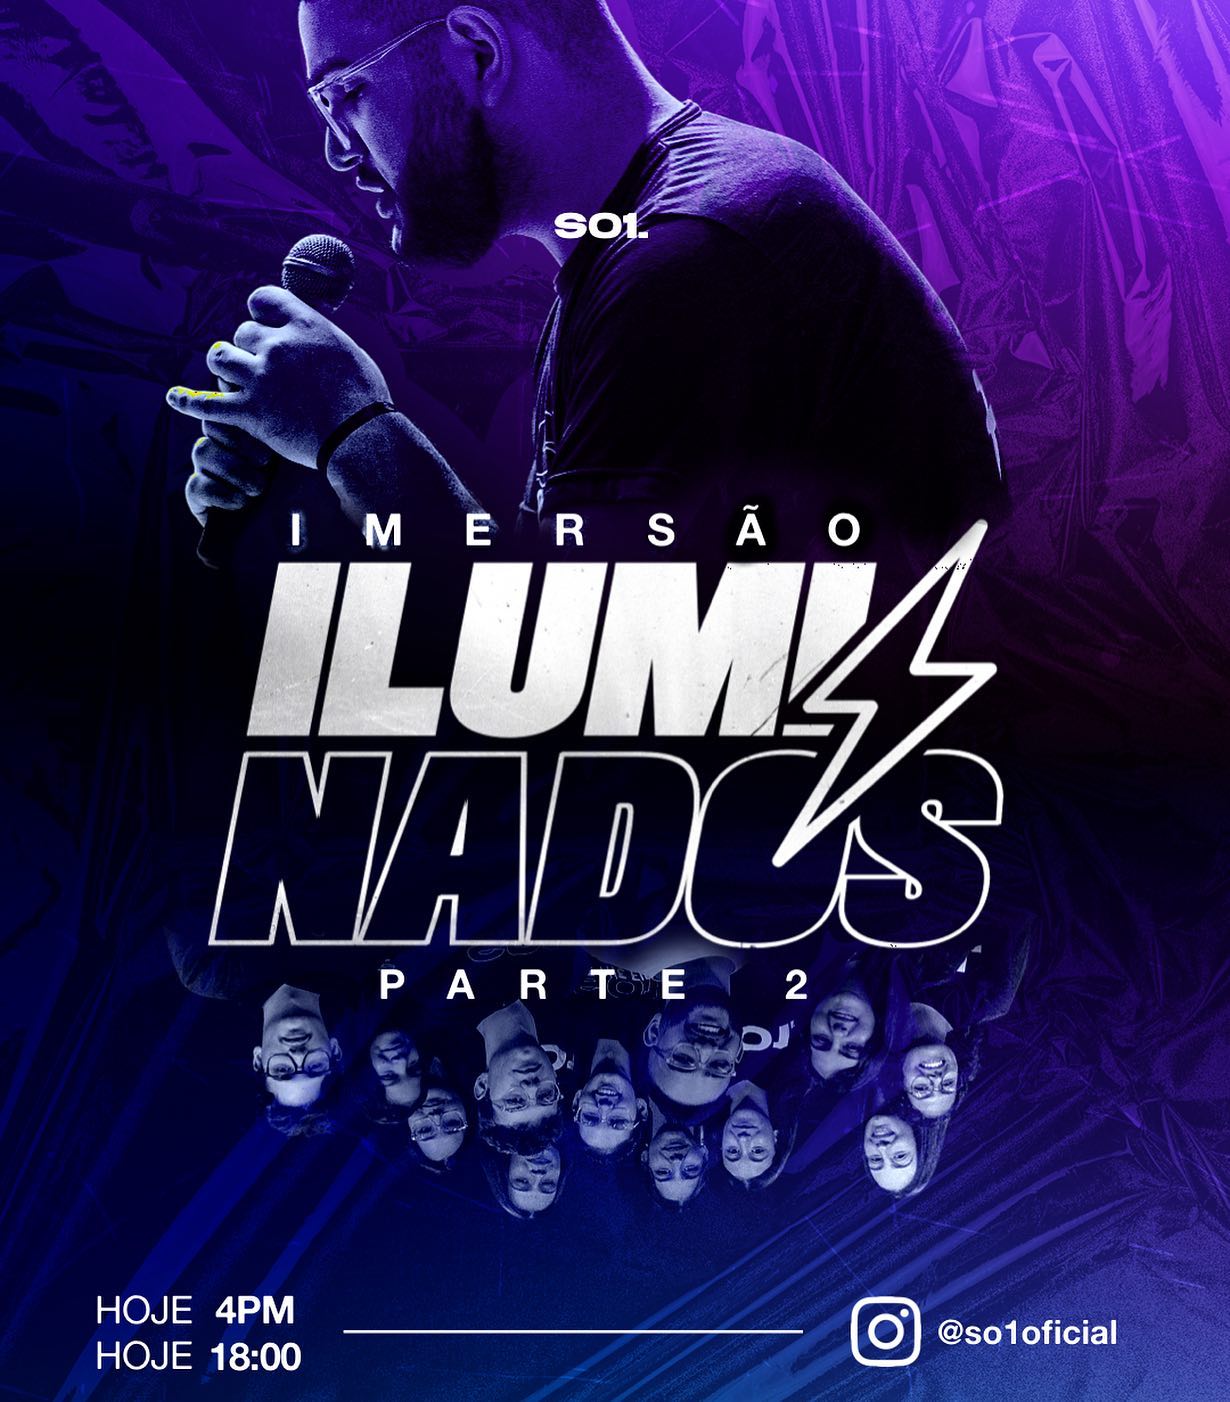 SO1.
IMERSÃO
ILUMI
NADOS
PARTE 2
HOJE 4PM
HOJE 18:00
@so1oficial